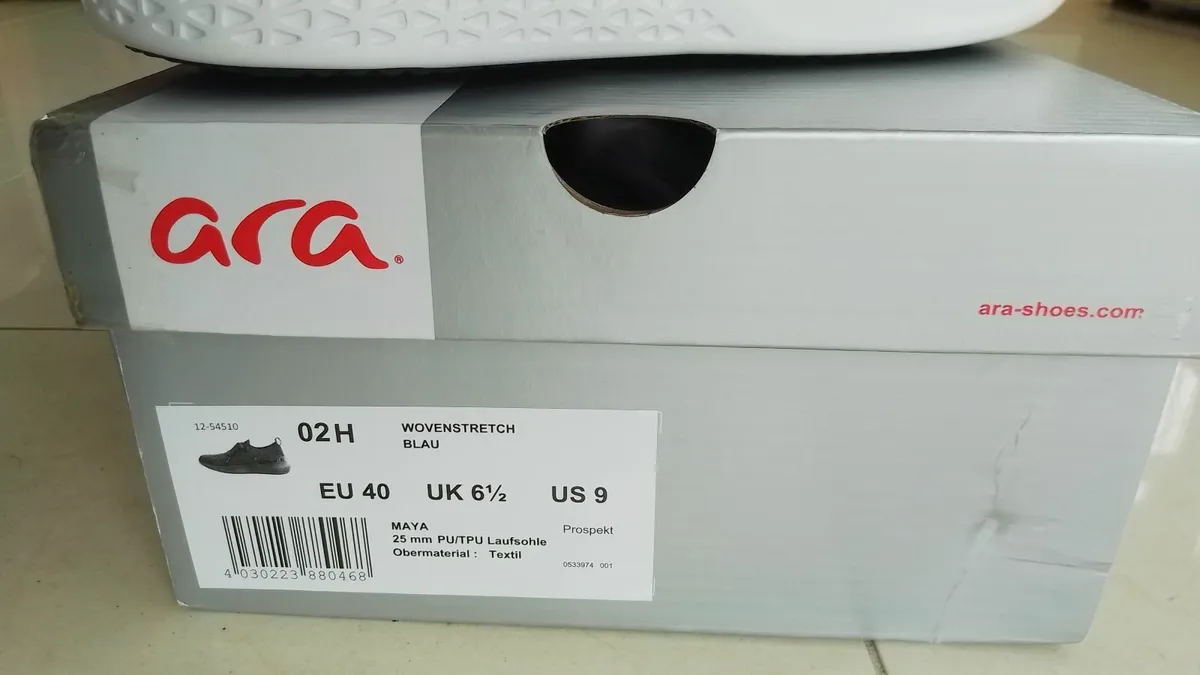 ara®
ara-shoes.com
12-54510
02H
WOVENSTRETCH
BLAU
EU 40 UK 6½ US 9
MAYA
25 mm PU/TPU Laufsohle
Obermaterial : Textil
Prospekt
0533974 001
4 030223 880468